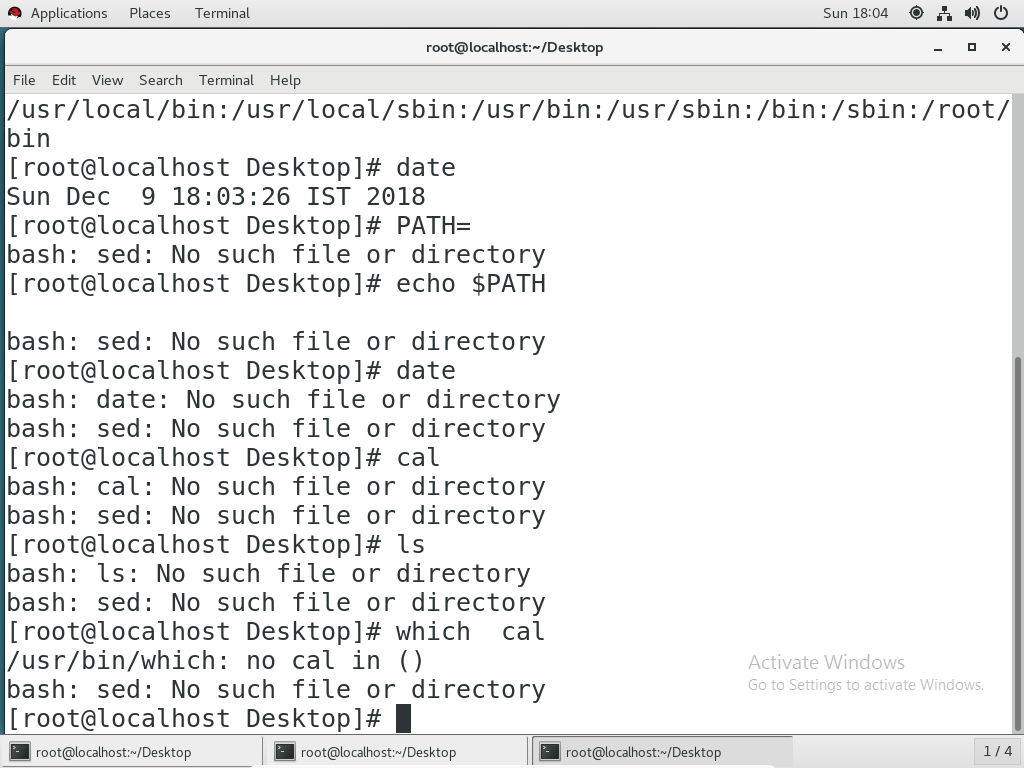 Applications Places Terminal Sun 18:04
root@localhost:~/Desktop
File Edit View Search Terminal Help
/usr/local/bin:/usr/local/sbin:/usr/bin:/usr/sbin:/bin:/sbin:/root/
bin
[root@localhost Desktop]# date
Sun Dec  9 18:03:26 IST 2018
[root@localhost Desktop]# PATH=
bash: sed: No such file or directory
[root@localhost Desktop]# echo $PATH

bash: sed: No such file or directory
[root@localhost Desktop]# date
bash: date: No such file or directory
bash: sed: No such file or directory
[root@localhost Desktop]# cal
bash: cal: No such file or directory
bash: sed: No such file or directory
[root@localhost Desktop]# ls
bash: ls: No such file or directory
bash: sed: No such file or directory
[root@localhost Desktop]# which  cal
/usr/bin/which: no cal in ()
bash: sed: No such file or directory
[root@localhost Desktop]#
Activate Windows
Go to Settings to activate Windows.
root@localhost:~/Desktop root@localhost:~/Desktop root@localhost:~/Desktop 1 / 4